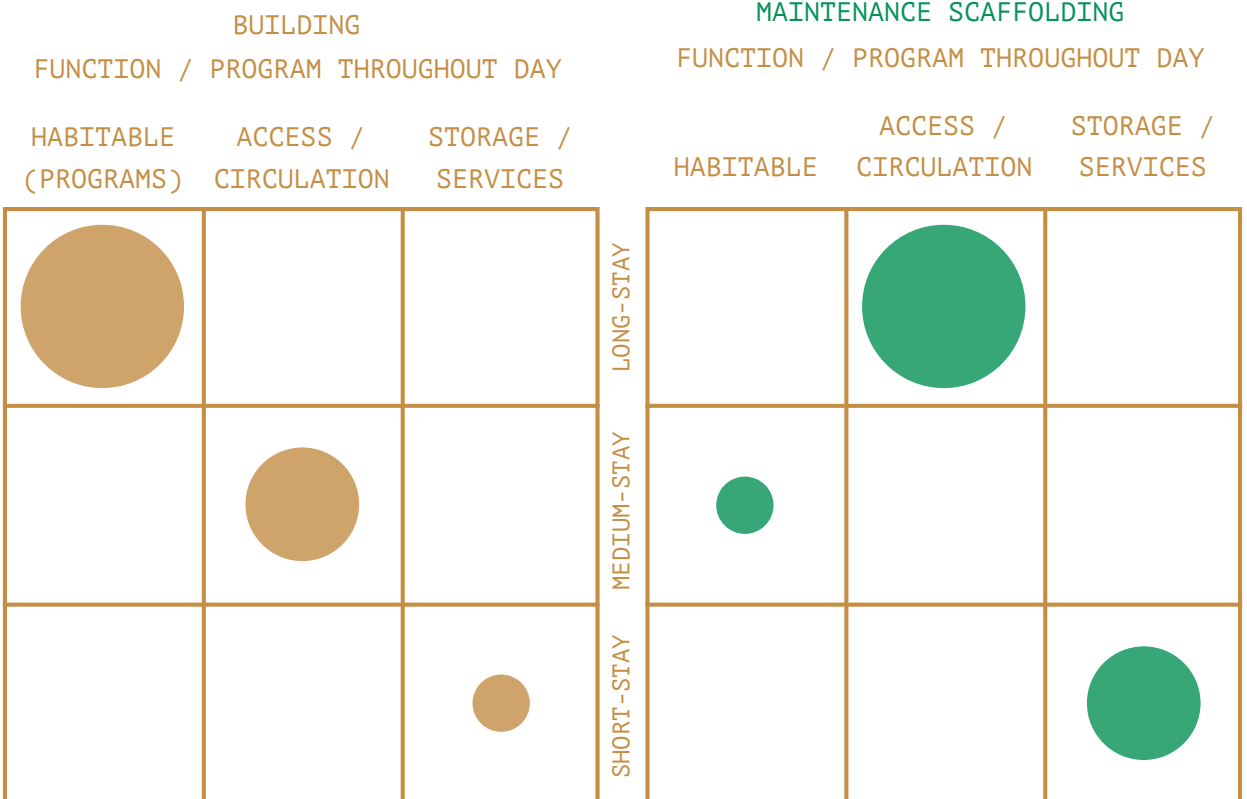 BUILDING
FUNCTION / PROGRAM THROUGHOUT DAY
HABITABLE
(PROGRAMS)
ACCESS /
CIRCULATION
STORAGE /
SERVICES
MAINTENANCE SCAFFOLDING
FUNCTION / PROGRAM THROUGHOUT DAY
HABITABLE
ACCESS /
CIRCULATION
STORAGE /
SERVICES
LONG-STAY
MEDIUM-STAY
SHORT-STAY